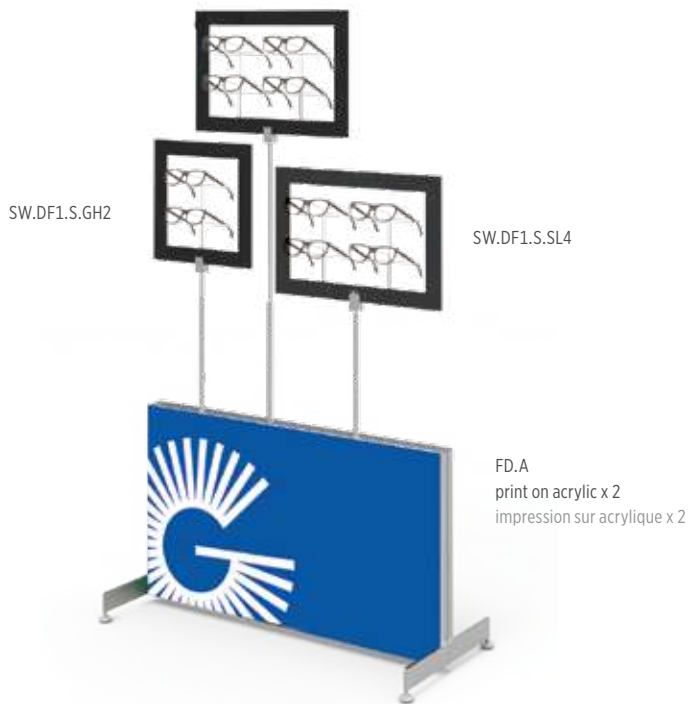 SW.DF1.S.GH2
SW.DF1.S.SL4
FD.A
print on acrylic x 2
impression sur acrylique x 2
G